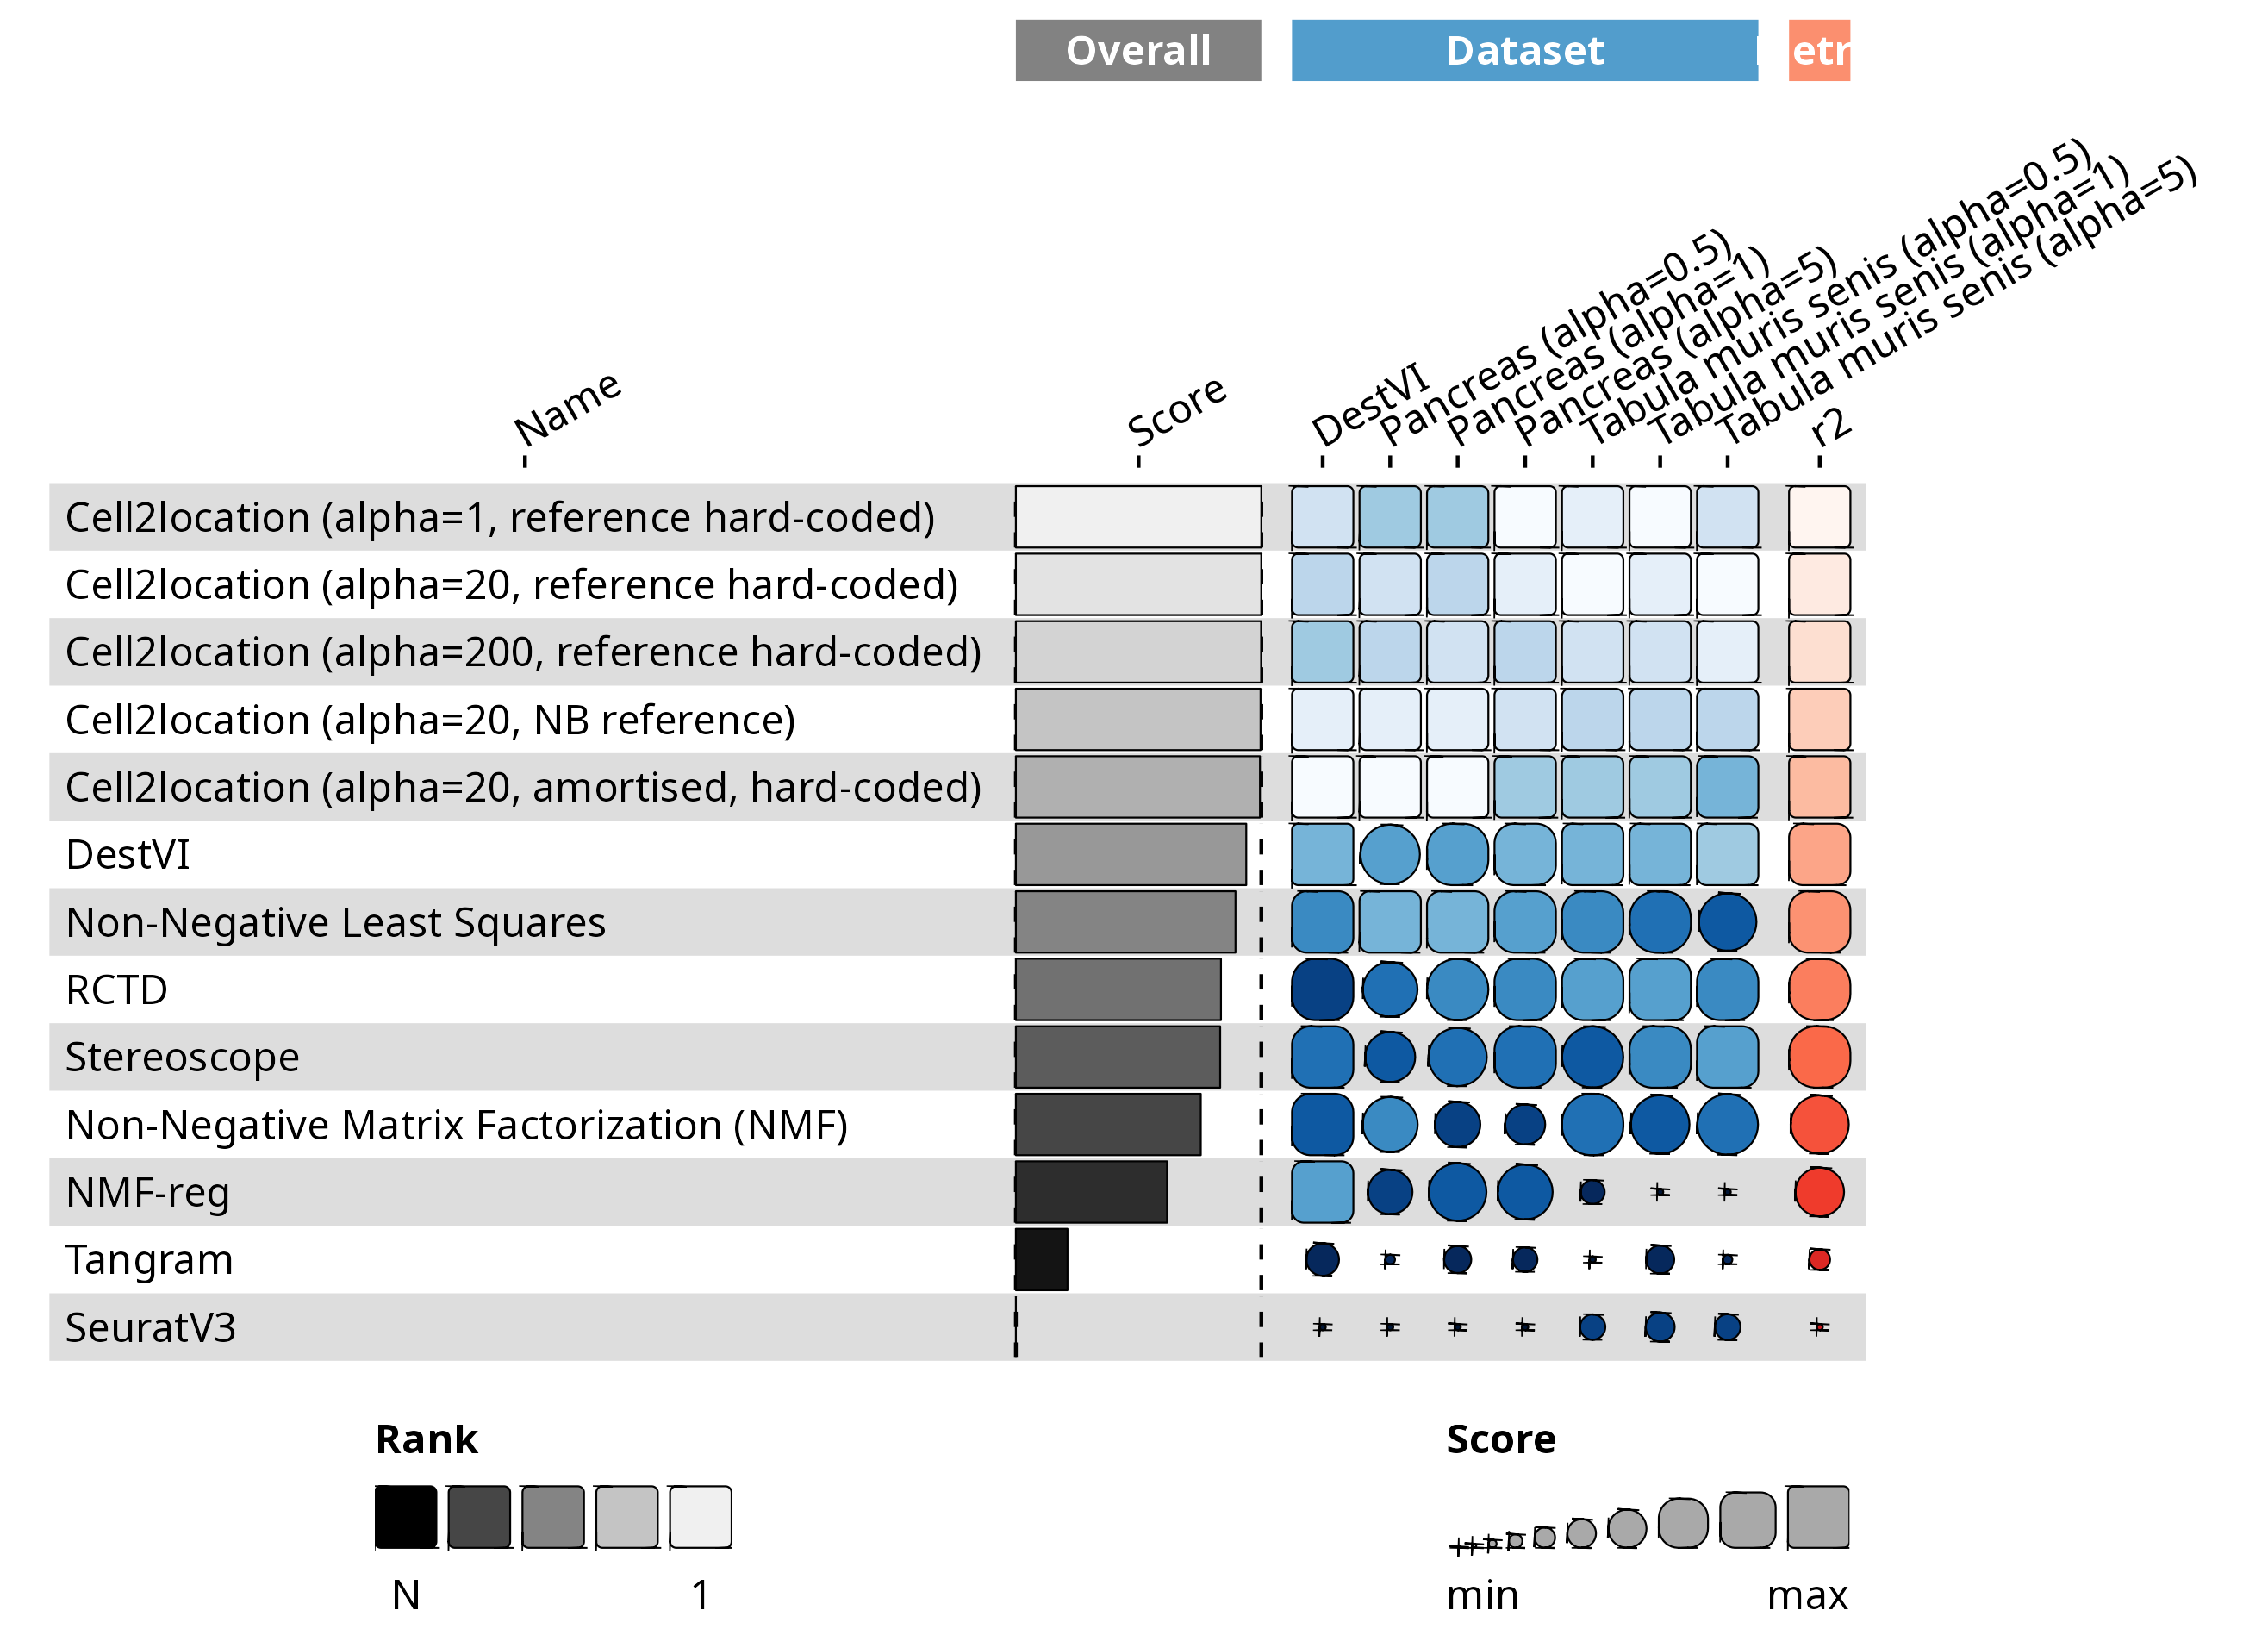 Overall
Dataset
etr
Name
Score
DestVI
Pancreas (alpha=0.5)
Pancreas (alpha=1)
Pancreas (alpha=5)
Tabula muris senis (alpha=0.5)
Tabula muris senis (alpha=1)
Tabula muris senis (alpha=5)
r2
Cell2location (alpha=1, reference hard-coded)
Cell2location (alpha=20, reference hard-coded)
Cell2location (alpha=200, reference hard-coded)
Cell2location (alpha=20, NB reference)
Cell2location (alpha=20, amortised, hard-coded)
DestVI
Non-Negative Least Squares
RCTD
Stereoscope
Non-Negative Matrix Factorization (NMF)
NMF-reg
Tangram
SeuratV3
Rank
N
1
Score
min
max